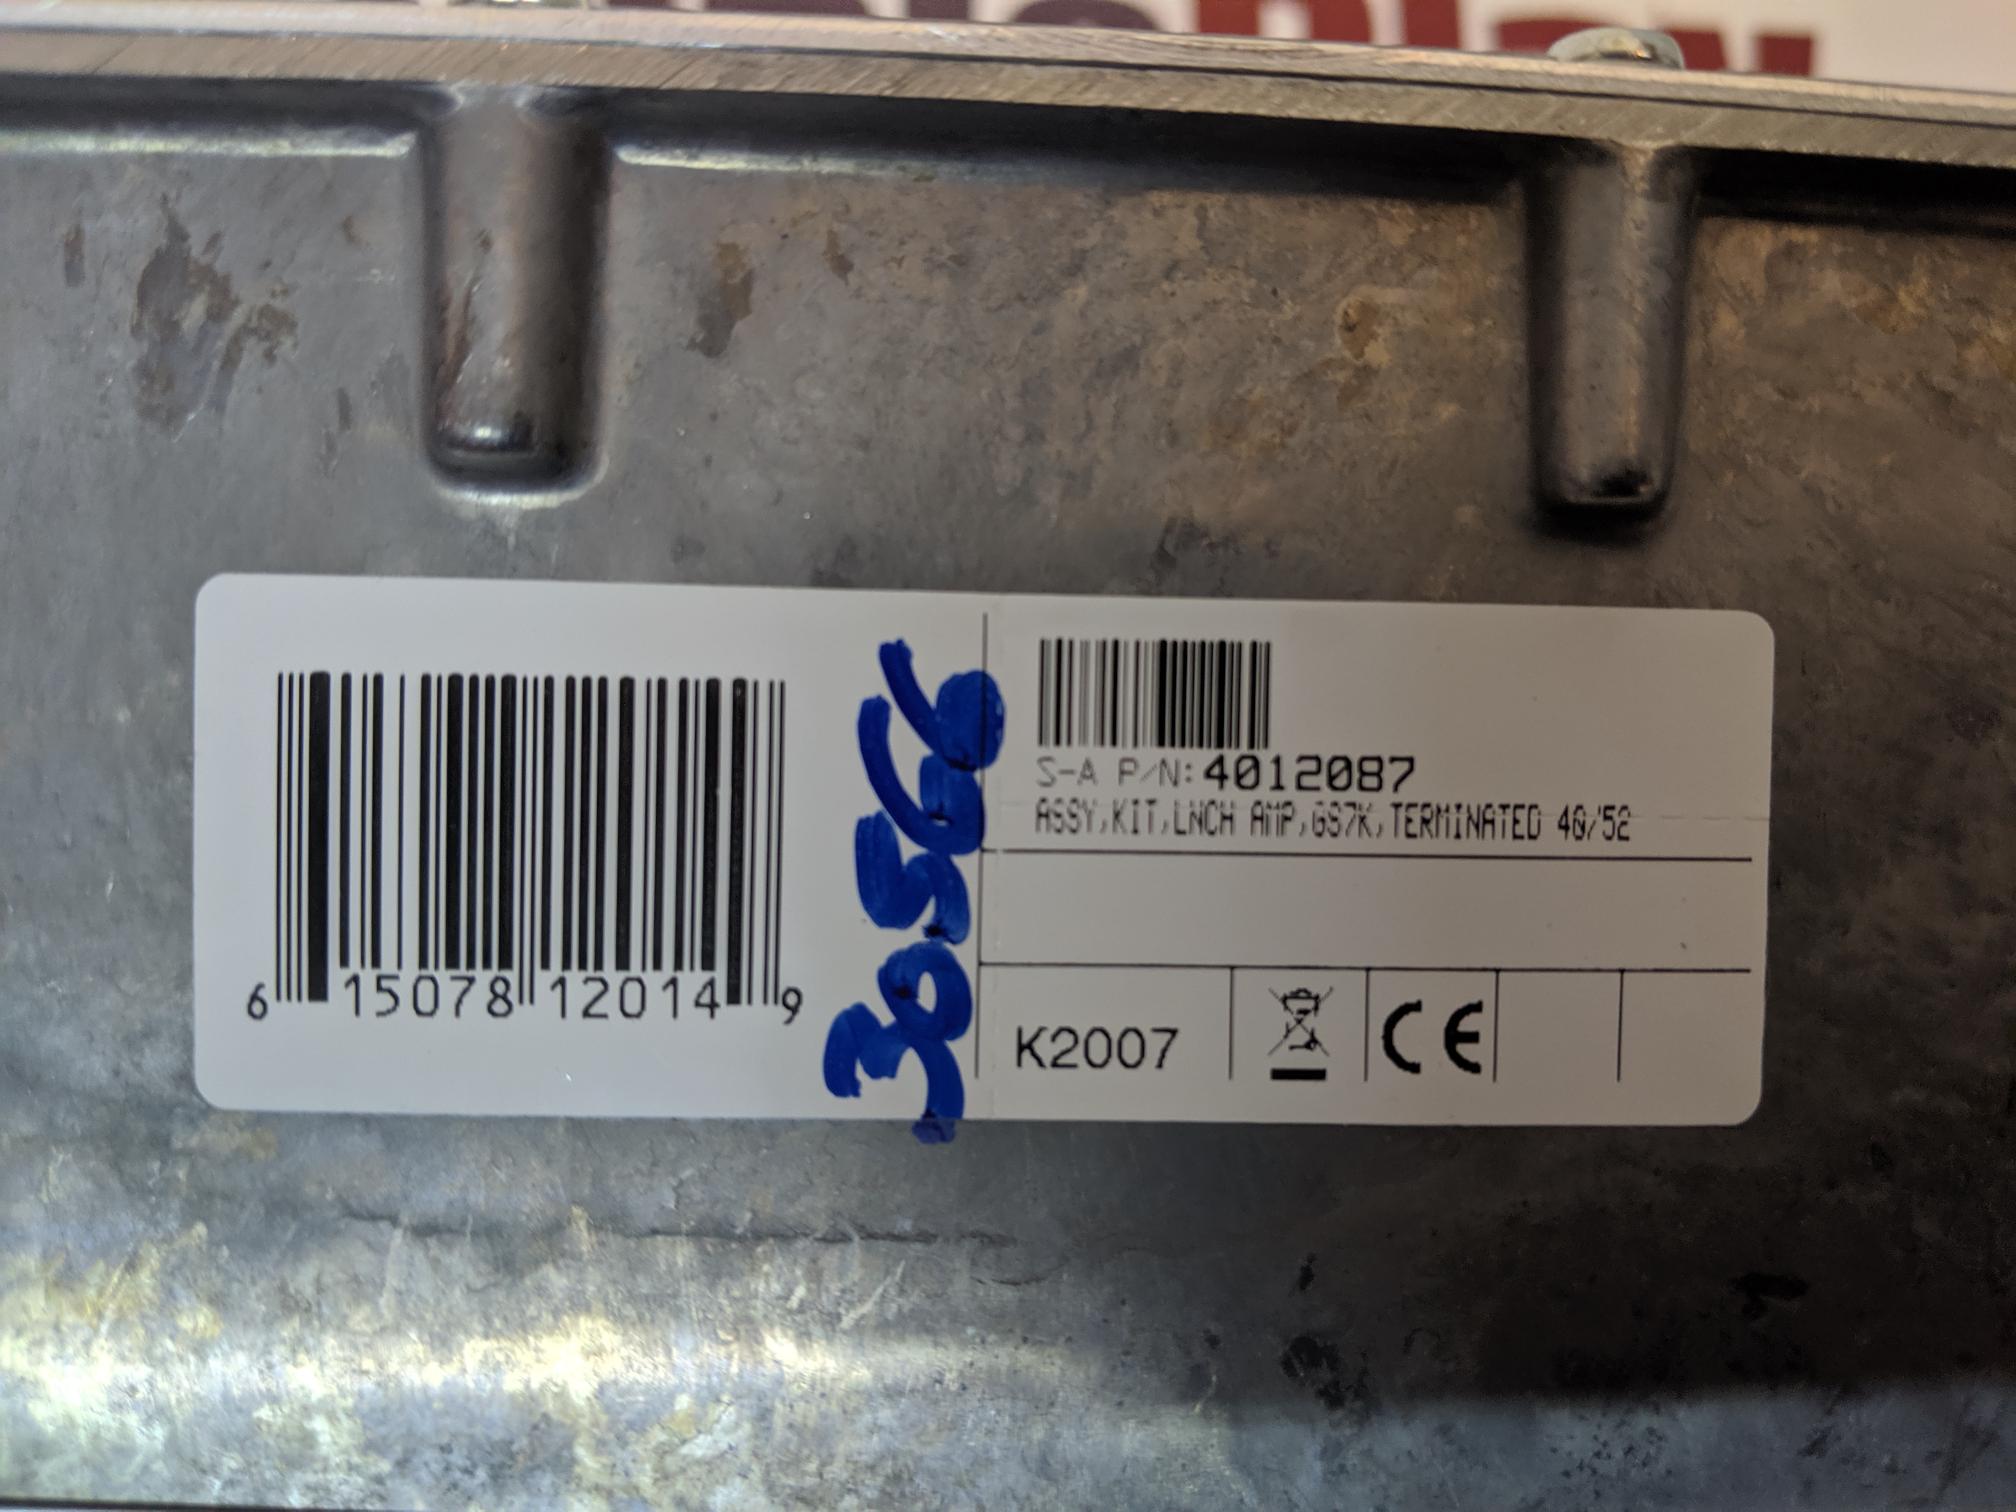 6 15078 12014 9
30566
S-A P/N: 4012087
ASSY,KIT,LNCH AMP,GS7K,TERMINATED 40/52
K2007
CE